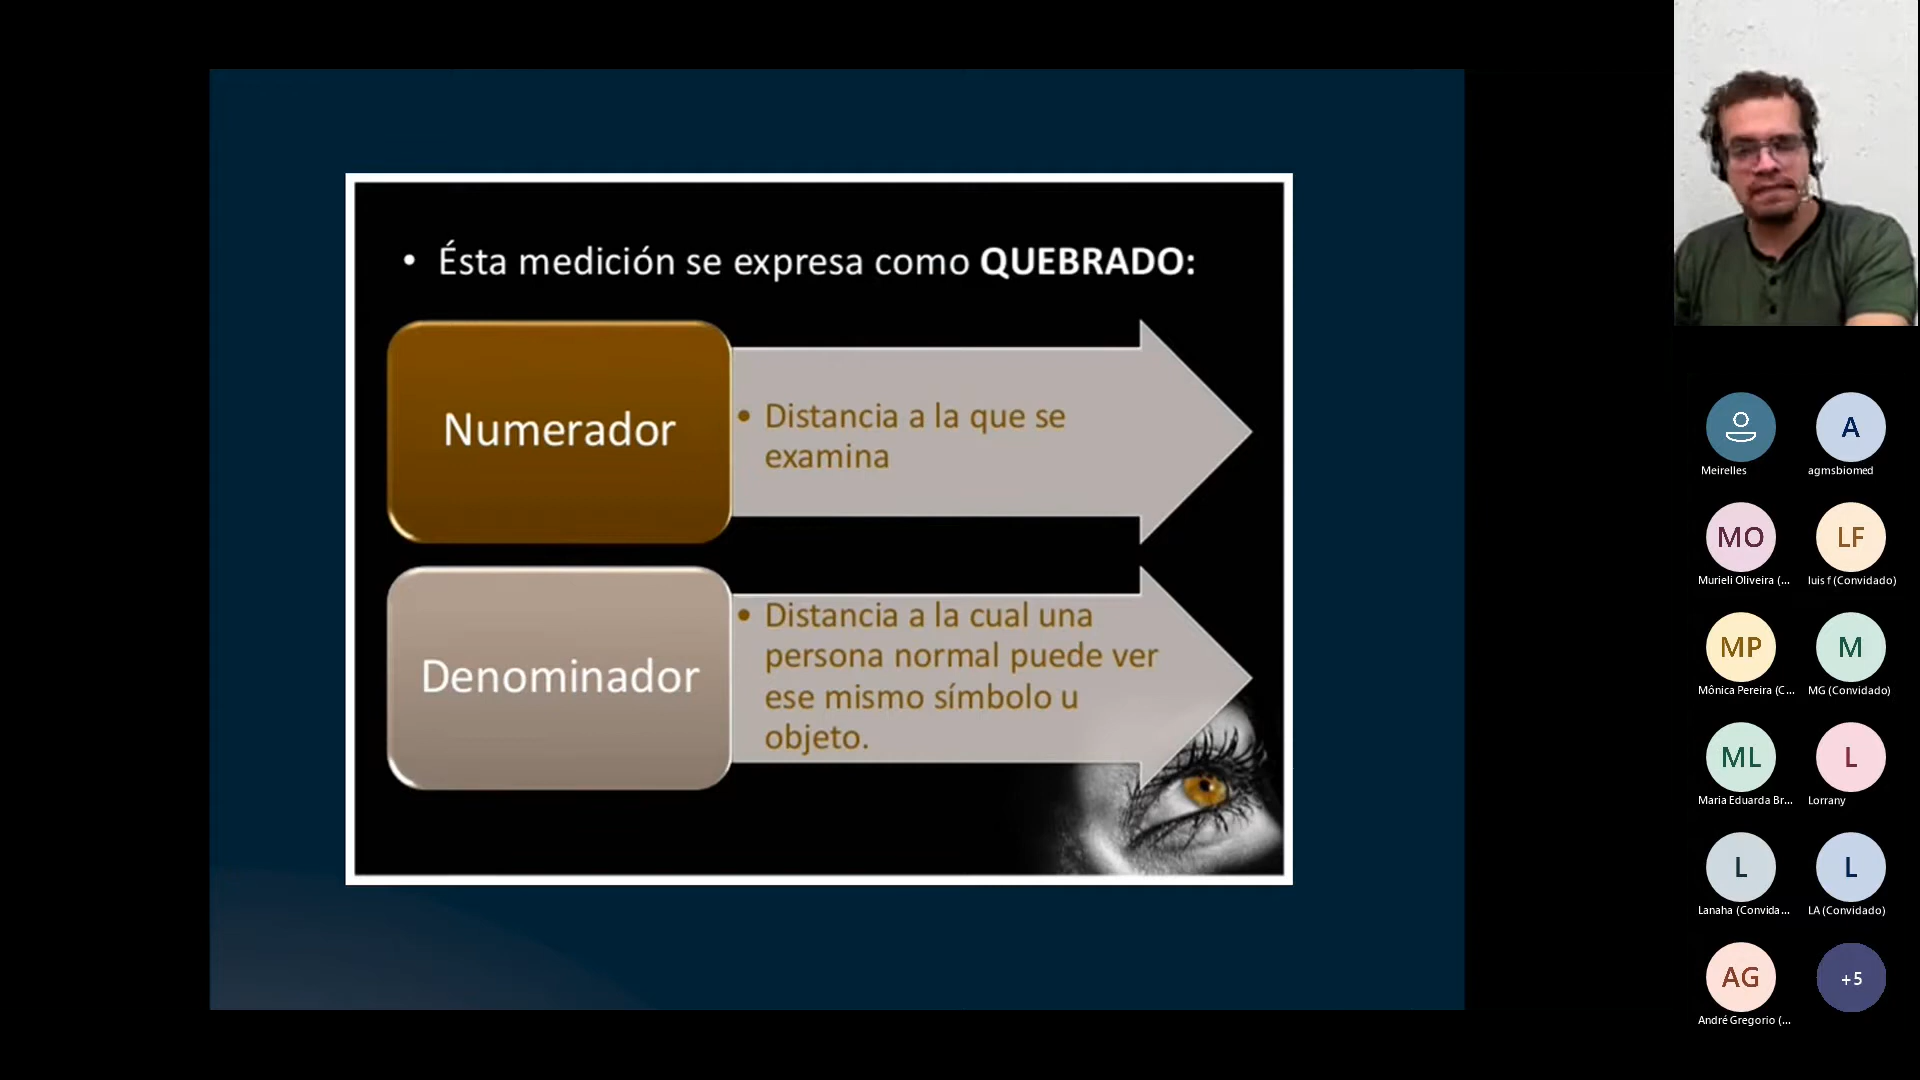 • Ésta medición se expresa como QUEBRADO:
Numerador
• Distancia a la que se
examina
Denominador
• Distancia a la cual una
persona normal puede ver
ese mismo símbolo u
objeto.
Meirelles
A
agmsbiomed
MO
Murieli Oliveira (...
LF
luis f (Convidado)
MP
Mônica Pereira (C...
M
MG (Convidado)
ML
Maria Eduarda Br...
L
Lorrany
L
Lanaha (Convida...
L
LA (Convidado)
AG
André Gregorio (...
+5